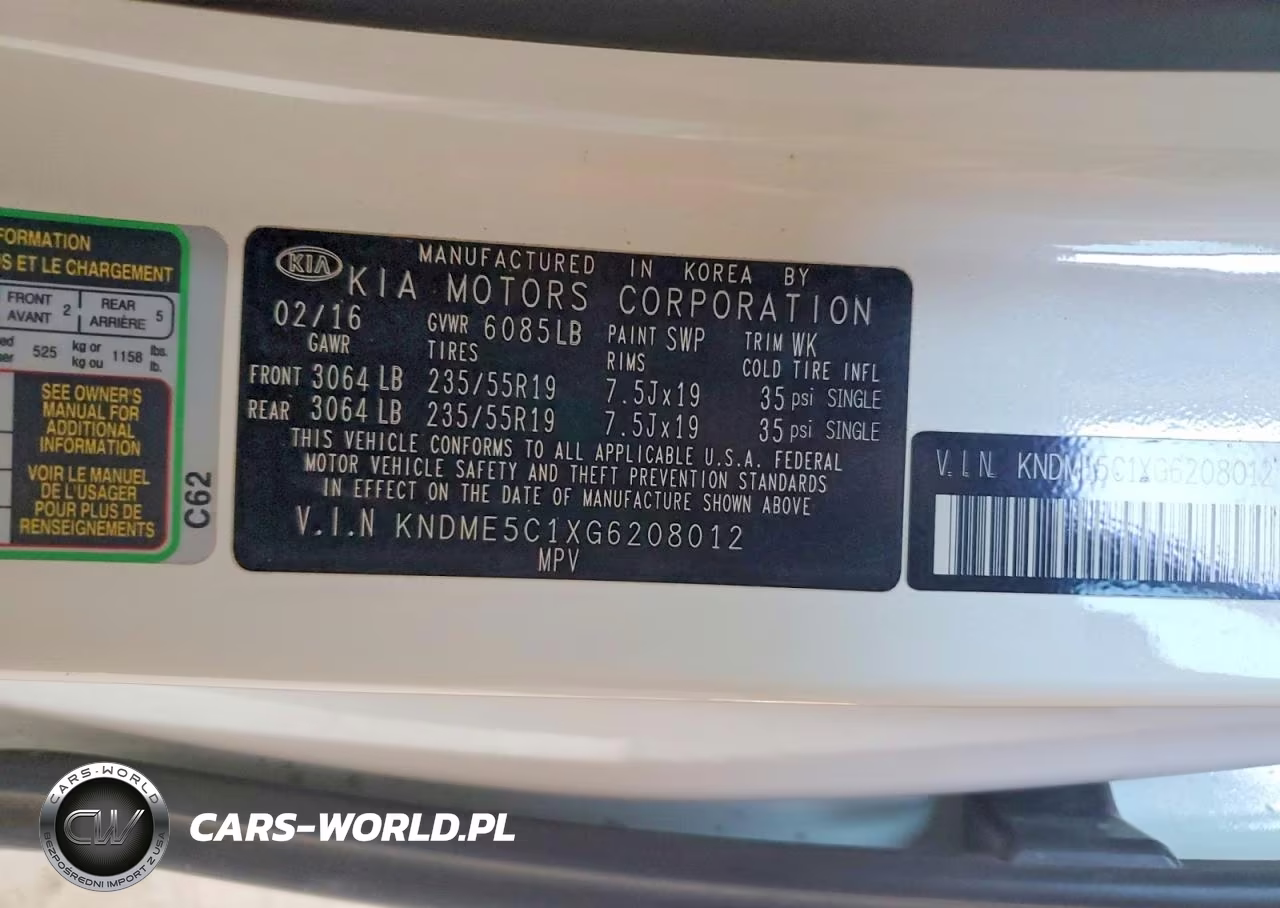 FORMATION
S ET LE CHARGEMENT
FRONT
AVANT 2
REAR
ARRIÈRE 5
525 kg or
kg ou 1158 lbs.
lb.
SEE OWNER'S
MANUAL FOR
ADDITIONAL
INFORMATION
VOIR LE MANUEL
DE L'USAGER
POUR PLUS DE
RENSEIGNEMENTS
C62
KIA
MANUFACTURED IN KOREA BY
KIA MOTORS CORPORATION
02/16 GVWR 6085LB PAINT SWP TRIM WK
GAWR TIRES RIMS COLD TIRE INFL
FRONT 3064 LB 235/55R19 7.5Jx19 35 psi SINGLE
REAR 3064 LB 235/55R19 7.5Jx19 35 psi SINGLE
THIS VEHICLE CONFORMS TO ALL APPLICABLE U.S.A. FEDERAL
MOTOR VEHICLE SAFETY AND THEFT PREVENTION STANDARDS
IN EFFECT ON THE DATE OF MANUFACTURE SHOWN ABOVE
V.I.N KNDME5C1XG6208012
MPV
V.I.N. KNDME5C1XG6208012
CARS-WORLD
CW
BEZPOŚREDNI IMPORT Z USA
CARS-WORLD.PL